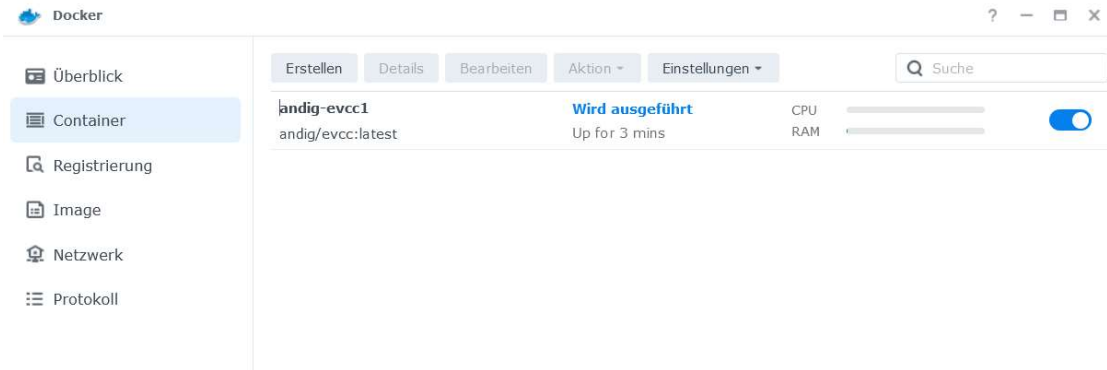 Docker
?
Überblick
Container
Registrierung
Image
Netzwerk
Protokoll
Erstellen Details Bearbeiten Aktion Einstellungen Suche
andig-evcc1 Wird ausgeführt CPU
andig/evcc:latest Up for 3 mins RAM